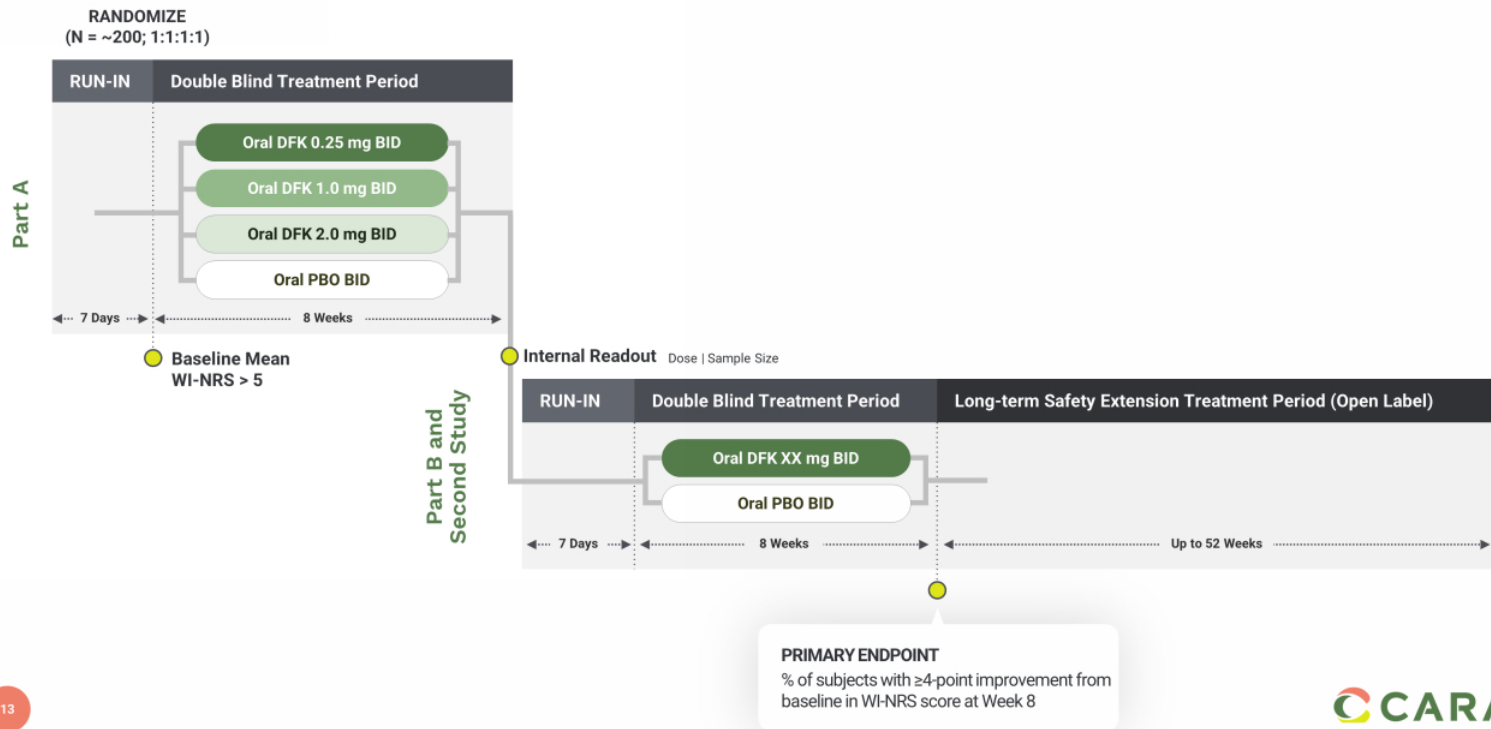 RANDOMIZE
(N = ~200; 1:1:1:1)
RUN-IN
Double Blind Treatment Period
Part A
Oral DFK 0.25 mg BID
Oral DFK 1.0 mg BID
Oral DFK 2.0 mg BID
Oral PBO BID
7 Days
8 Weeks
Baseline Mean
WI-NRS > 5
Internal Readout Dose | Sample Size
Part B and
Second Study
RUN-IN
Double Blind Treatment Period
Long-term Safety Extension Treatment Period (Open Label)
Oral DFK XX mg BID
Oral PBO BID
7 Days
8 Weeks
Up to 52 Weeks
PRIMARY ENDPOINT
% of subjects with ≥4-point improvement from
baseline in WI-NRS score at Week 8
13
CARA